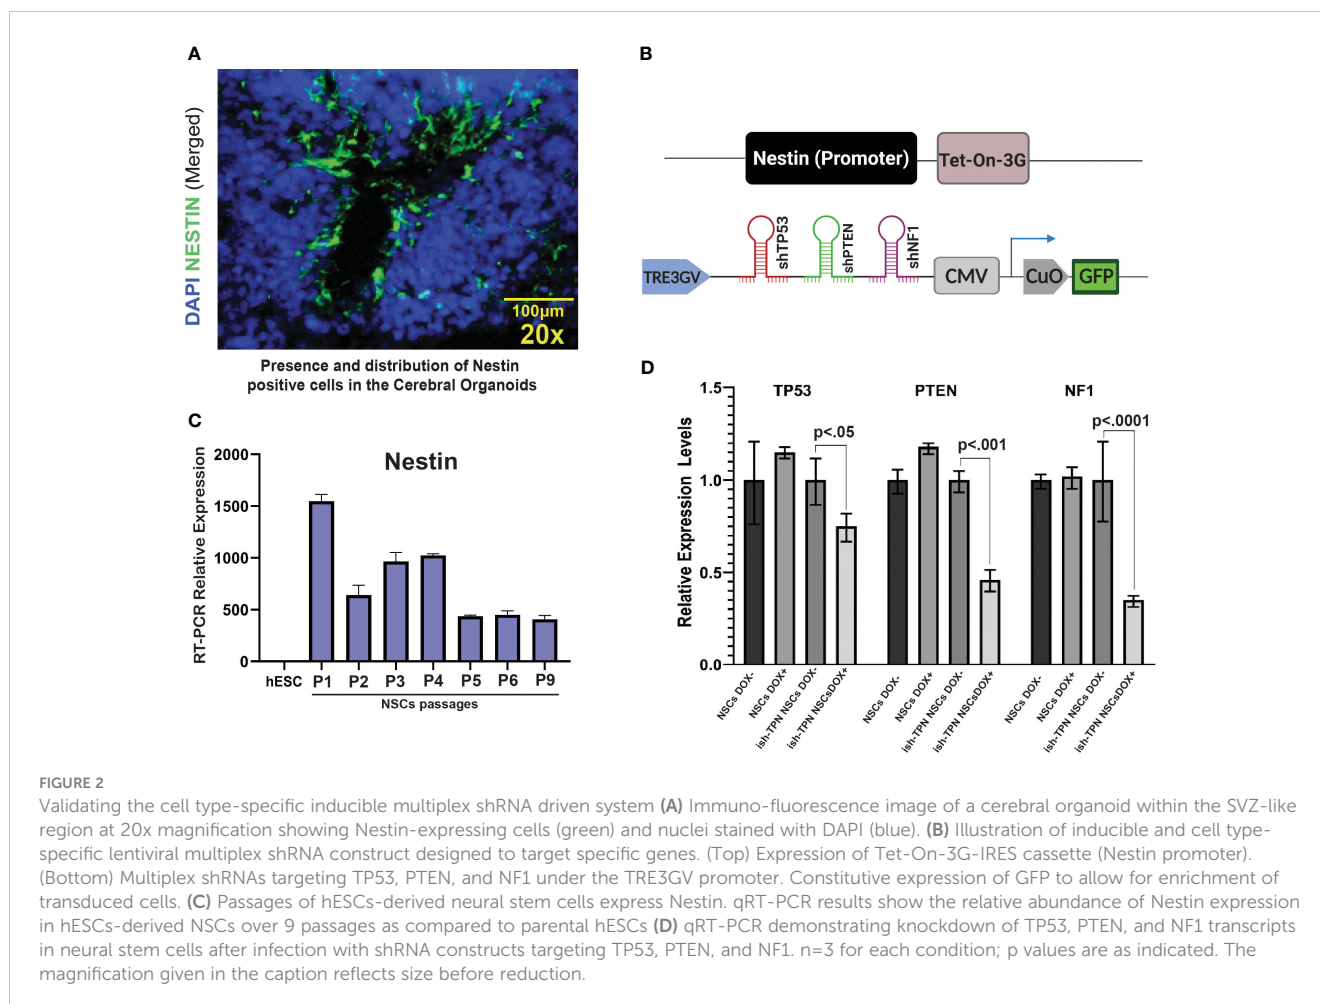 A
DAPI NESTIN (Merged)
100µm
20x
Presence and distribution of Nestin
positive cells in the Cerebral Organoids
B
Nestin (Promoter)
Tet-On-3G
TRE3GV
shTP53
shPTEN
shNF1
CMV
CuO
GFP
C
Nestin
RT-PCR Relative Expression
2000
1500
1000
500
0
hESC
P1
P2
P3
P4
P5
P6
P9
NSCs passages
D
Relative Expression Levels
1.5
1.0
0.5
0.0
TP53
PTEN
NF1
p<.05
p<.001
p<.0001
NSCs DOX-
NSCs DOX+
ish-TPN NSCs DOX-
ish-TPN NSCsDOX+
NSCs DOX-
NSCs DOX+
ish-TPN NSCs DOX-
ish-TPN NSCsDOX+
NSCs DOX-
NSCs DOX+
ish-TPN NSCs DOX-
ish-TPN NSCsDOX+
FIGURE 2
Validating the cell type-specific inducible multiplex shRNA driven system (A) Immuno-fluorescence image of a cerebral organoid within the SVZ-like
region at 20x magnification showing Nestin-expressing cells (green) and nuclei stained with DAPI (blue). (B) Illustration of inducible and cell type-
specific lentiviral multiplex shRNA construct designed to target specific genes. (Top) Expression of Tet-On-3G-IRES cassette (Nestin promoter).
(Bottom) Multiplex shRNAs targeting TP53, PTEN, and NF1 under the TRE3GV promoter. Constitutive expression of GFP to allow for enrichment of
transduced cells. (C) Passages of hESCs-derived neural stem cells express Nestin. qRT-PCR results show the relative abundance of Nestin expression
in hESCs-derived NSCs over 9 passages as compared to parental hESCs (D) qRT-PCR demonstrating knockdown of TP53, PTEN, and NF1 transcripts
in neural stem cells after infection with shRNA constructs targeting TP53, PTEN, and NF1. n=3 for each condition; p values are as indicated. The
magnification given in the caption reflects size before reduction.